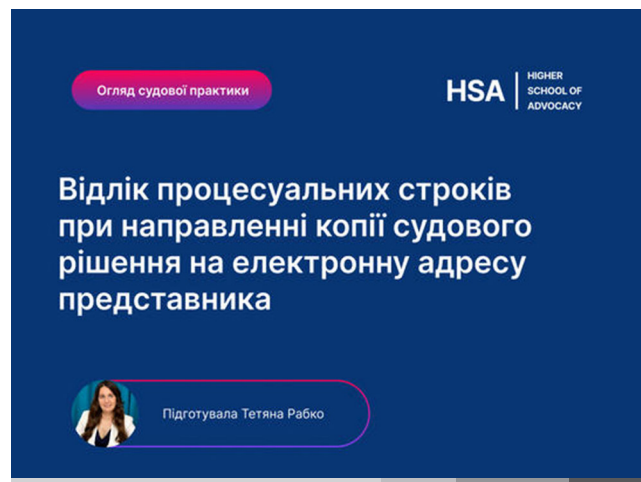 Огляд судової практики
HSA
HIGHER
SCHOOL OF
ADVOCACY
Відлік процесуальних строків
при направленні копії судового
рішення на електронну адресу
представника
Підготувала Тетяна Рабко